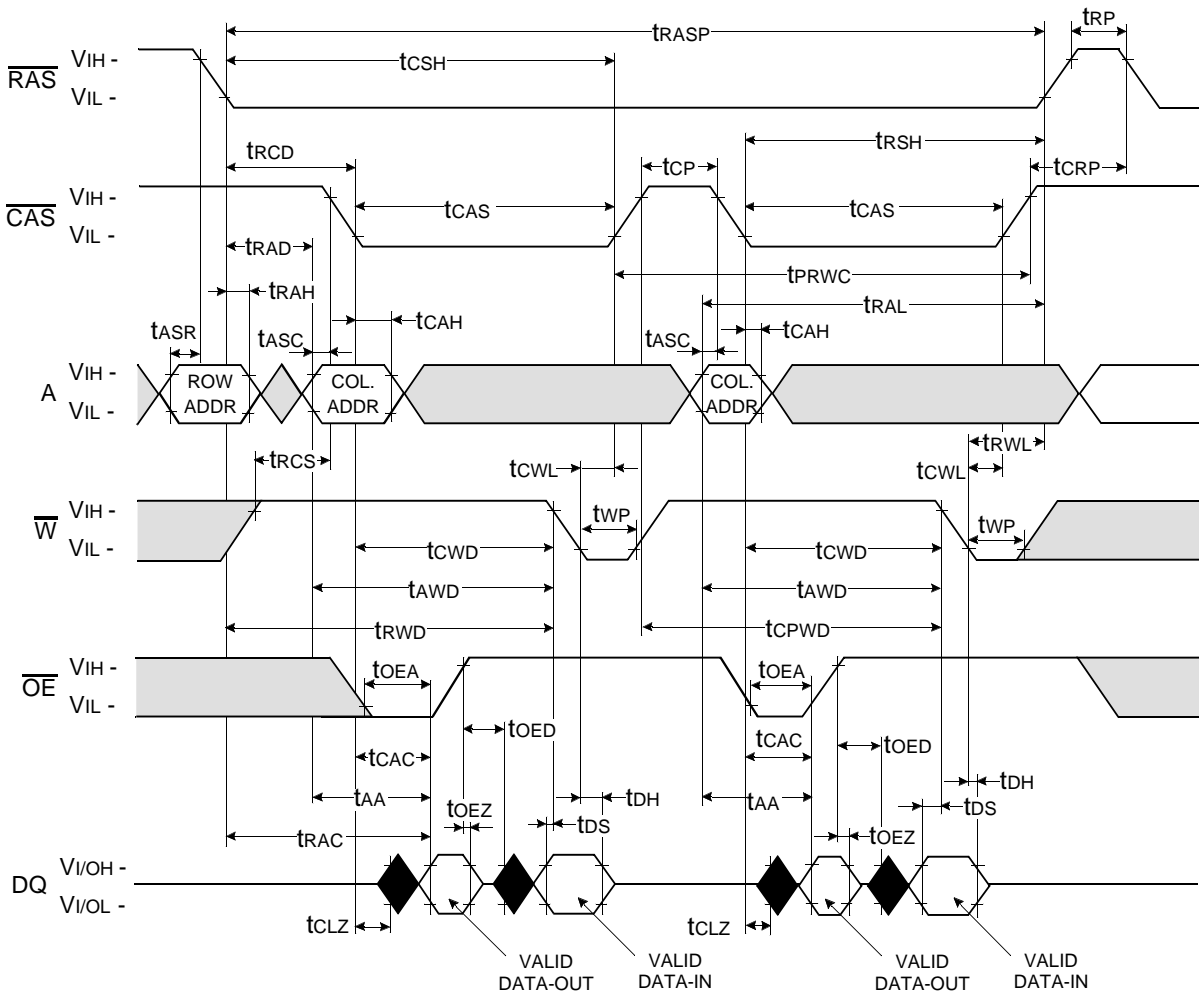 tRASP
tRP
RAS
VIH -
VIL -
tCSH
tRSH
tRCD
tCP
tCRP
CAS
VIH -
VIL -
tCAS
tCAS
tRAD
tPRWC
tRAH
tRAL
tASR
tASC
tCAH
tASC
tCAH
A
VIH -
VIL -
ROW
ADDR
COL.
ADDR
COL.
ADDR
tRCS
tCWL
tCWL
tRWL
W
VIH -
VIL -
tWP
tWP
tCWD
tCWD
tAWD
tAWD
tRWD
tCPWD
OE
VIH -
VIL -
tOEA
tOEA
tCAC
tOED
tCAC
tOED
tAA
tOEZ
tDH
tDS
tAA
tOEZ
tDH
tDS
tRAC
DQ
VI/OH -
VI/OL -
tCLZ
tCLZ
VALID
DATA-OUT
VALID
DATA-IN
VALID
DATA-OUT
VALID
DATA-IN